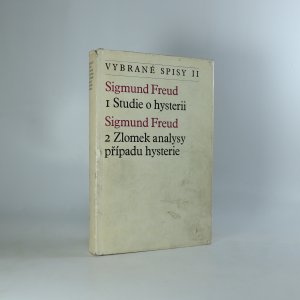 VYBRANÉ SPISY II
Sigmund Freud
1 Studie o hysterii
Sigmund Freud
2 Zlomek analysy
případu hysterie